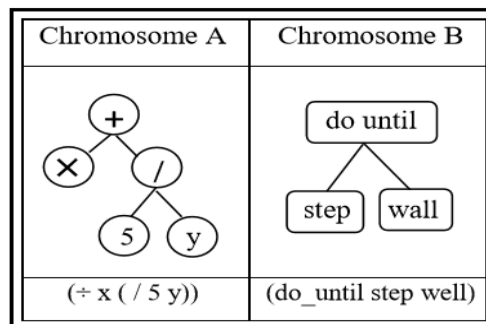 Chromosome A
Chromosome B
+
×
/
5
y
do until
step
wall
(÷ x ( / 5 y))
(do_until step well)